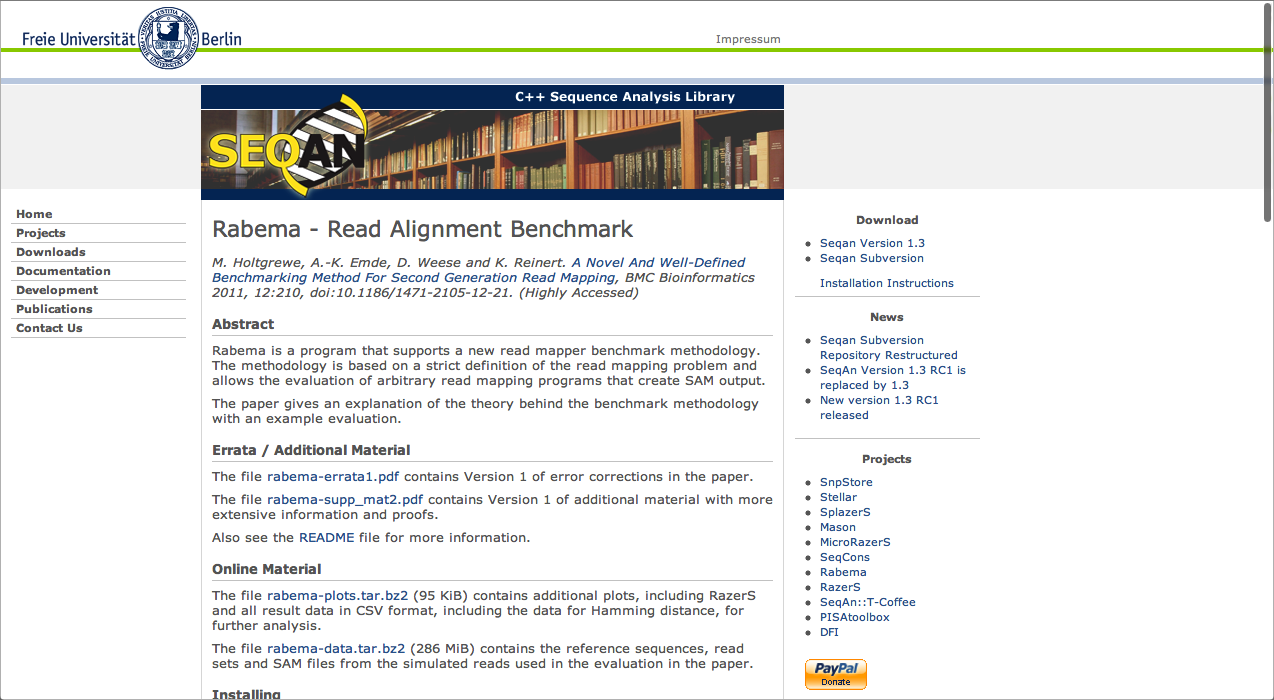 Freie Universität Berlin
Impressum
C++ Sequence Analysis Library
SEQAN
Home
Projects
Downloads
Documentation
Development
Publications
Contact Us
Rabema - Read Alignment Benchmark
M. Holtgrewe, A.-K. Emde, D. Weese and K. Reinert. A Novel And Well-Defined
Benchmarking Method For Second Generation Read Mapping, BMC Bioinformatics
2011, 12:210, doi:10.1186/1471-2105-12-21. (Highly Accessed)
Abstract
Rabema is a program that supports a new read mapper benchmark methodology.
The methodology is based on a strict definition of the read mapping problem and
allows the evaluation of arbitrary read mapping programs that create SAM output.
The paper gives an explanation of the theory behind the benchmark methodology
with an example evaluation.
Errata / Additional Material
The file rabema-errata1.pdf contains Version 1 of error corrections in the paper.
The file rabema-supp_mat2.pdf contains Version 1 of additional material with more
extensive information and proofs.
Also see the README file for more information.
Online Material
The file rabema-plots.tar.bz2 (95 KiB) contains additional plots, including RazerS
and all result data in CSV format, including the data for Hamming distance, for
further analysis.
The file rabema-data.tar.bz2 (286 MiB) contains the reference sequences, read
sets and SAM files from the simulated reads used in the evaluation in the paper.
Installing
Download
Seqan Version 1.3
Seqan Subversion
Installation Instructions
News
Seqan Subversion
Repository Restructured
SeqAn Version 1.3 RC1 is
replaced by 1.3
New version 1.3 RC1
released
Projects
SnpStore
Stellar
SplazerS
Mason
MicroRazerS
SeqCons
Rabema
RazerS
SeqAn::T-Coffee
PISAtoolbox
DFI
PayPal
Donate